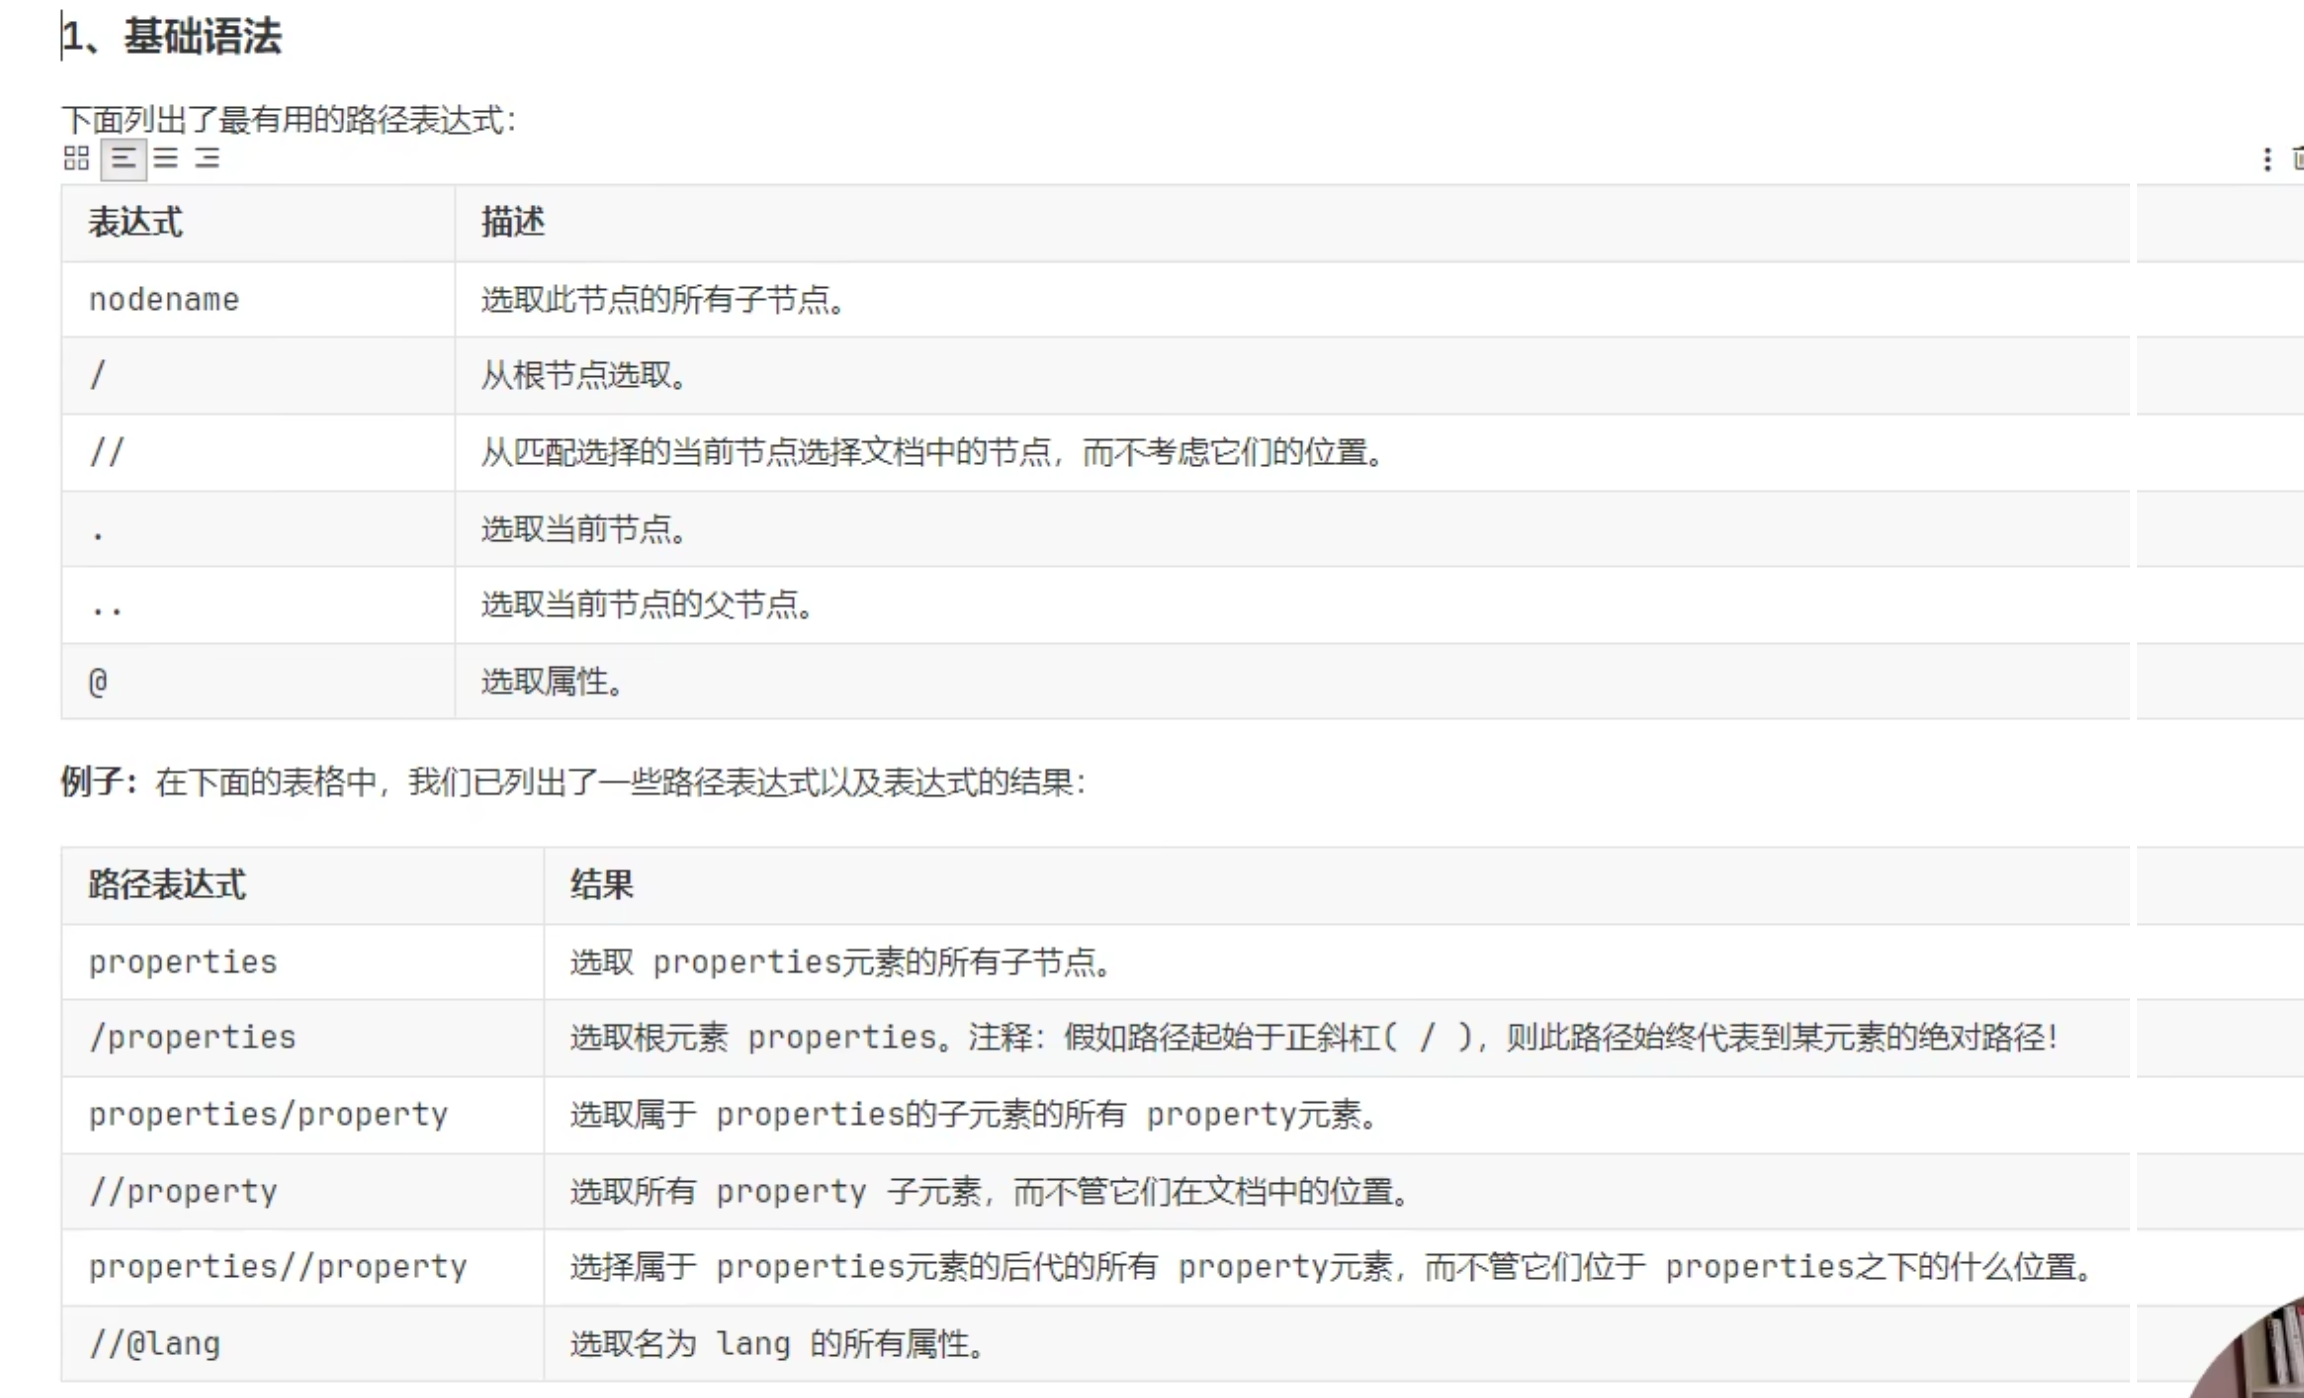 1、基础语法
下面列出了最有用的路径表达式：
表达式 描述
nodename 选取此节点的所有子节点。
/ 从根节点选取。
// 从匹配选择的当前节点选择文档中的节点，而不考虑它们的位置。
. 选取当前节点。
.. 选取当前节点的父节点。
@ 选取属性。
例子：在下面的表格中，我们已列出了一些路径表达式以及表达式的结果：
路径表达式 结果
properties 选取 properties元素的所有子节点。
/properties 选取根元素 properties。注释：假如路径起始于正斜杠( / )，则此路径始终代表到某元素的绝对路径！
properties/property 选取属于 properties的子元素的所有 property元素。
//property 选取所有 property 子元素，而不管它们在文档中的位置。
properties//property 选择属于 properties元素的后代的所有 property元素，而不管它们位于 properties之下的什么位置。
//@lang 选取名为 lang 的所有属性。